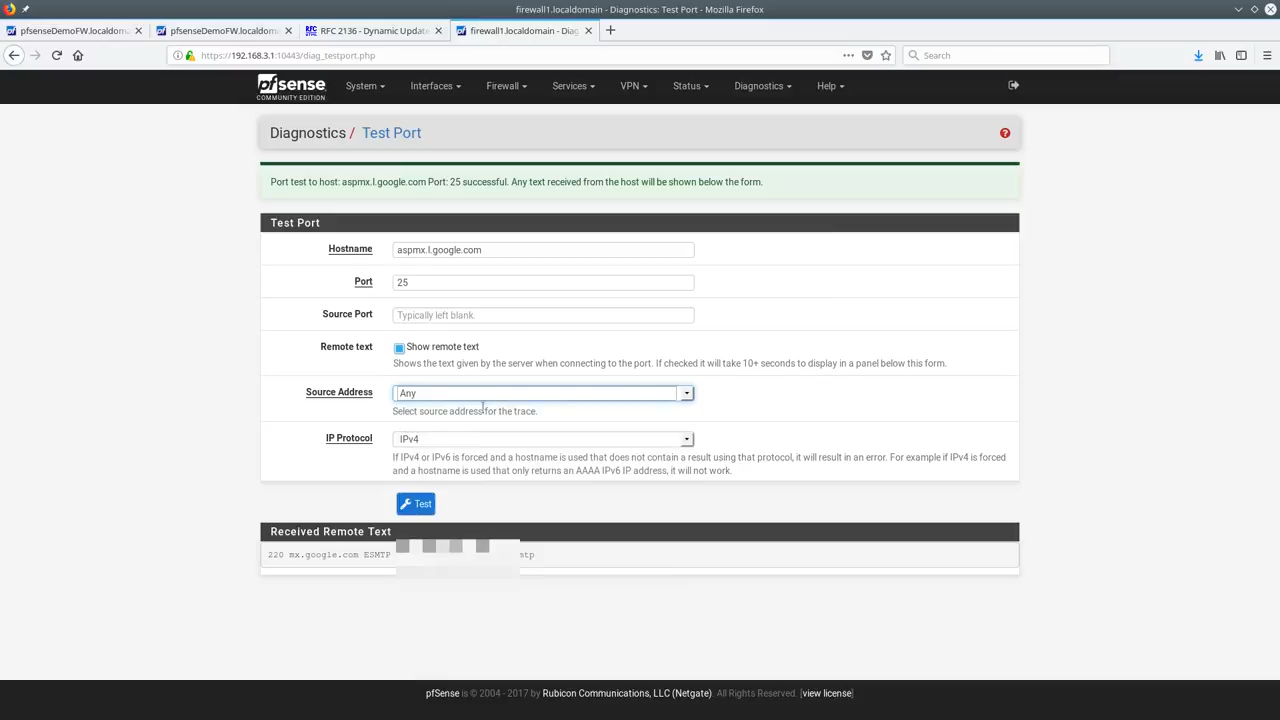 firewall1.localdomain - Diagnostics: Test Port - Mozilla Firefox
pfsenseDemoFW.localdom
pfsenseDemoFW.localdom
RFC 2136 - Dynamic Update
firewall1.localdomain - Diag
https://192.168.3.1:10443/diag_testport.php
Search
pfsense
COMMUNITY EDITION
System
Interfaces
Firewall
Services
VPN
Status
Diagnostics
Help
Diagnostics / Test Port
Port test to host: aspmx.l.google.com Port: 25 successful. Any text received from the host will be shown below the form.
Test Port
Hostname
aspmx.l.google.com
Port
25
Source Port
Typically left blank.
Remote text
Show remote text
Shows the text given by the server when connecting to the port. If checked it will take 10+ seconds to display in a panel below this form.
Source Address
Any
Select source address for the trace.
IP Protocol
IPv4
If IPv4 or IPv6 is forced and a hostname is used that does not contain a result using that protocol, it will result in an error. For example if IPv4 is forced
and a hostname is used that only returns an AAAA IPv6 IP address, it will not work.
Test
Received Remote Text
220 mx.google.com ESMTP
pfSense is © 2004 - 2017 by Rubicon Communications, LLC (Netgate). All Rights Reserved. [view license]